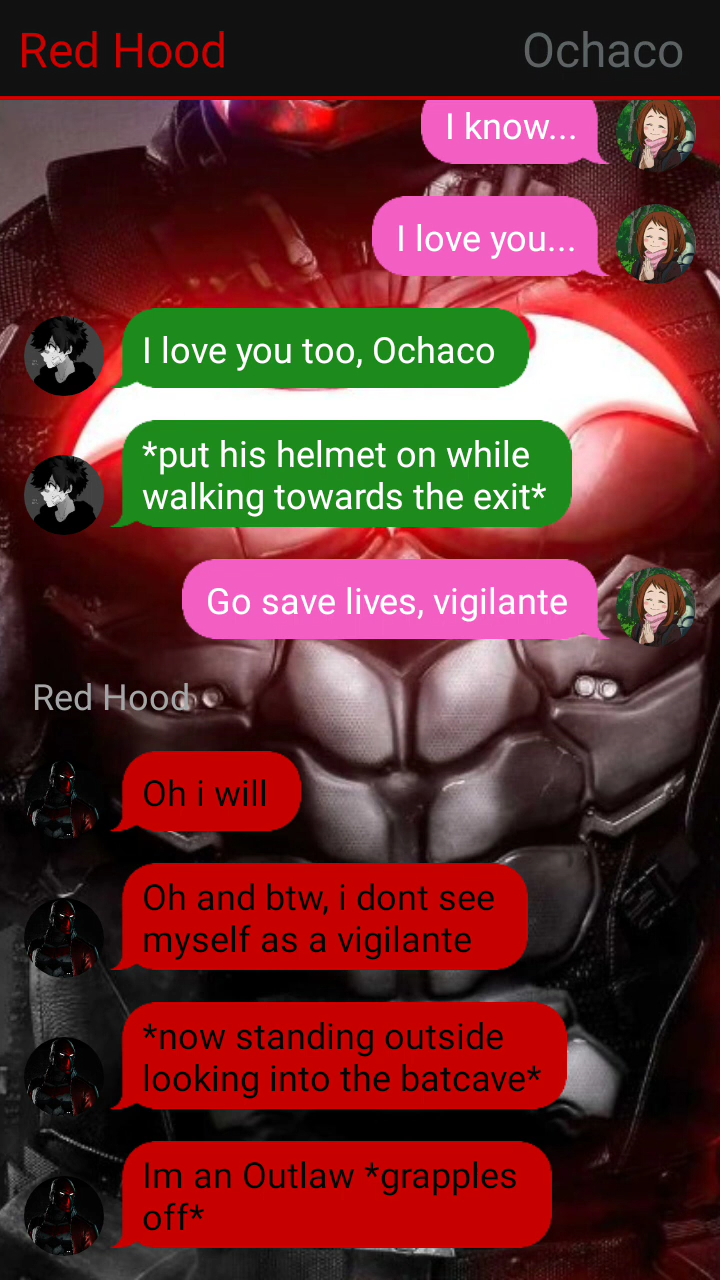 Red Hood
Ochaco
I know...
I love you...
I love you too, Ochaco
*put his helmet on while
walking towards the exit*
Go save lives, vigilante
Red Hood
Oh i will
Oh and btw, i dont see
myself as a vigilante
*now standing outside
looking into the batcave*
Im an Outlaw *grapples
off*